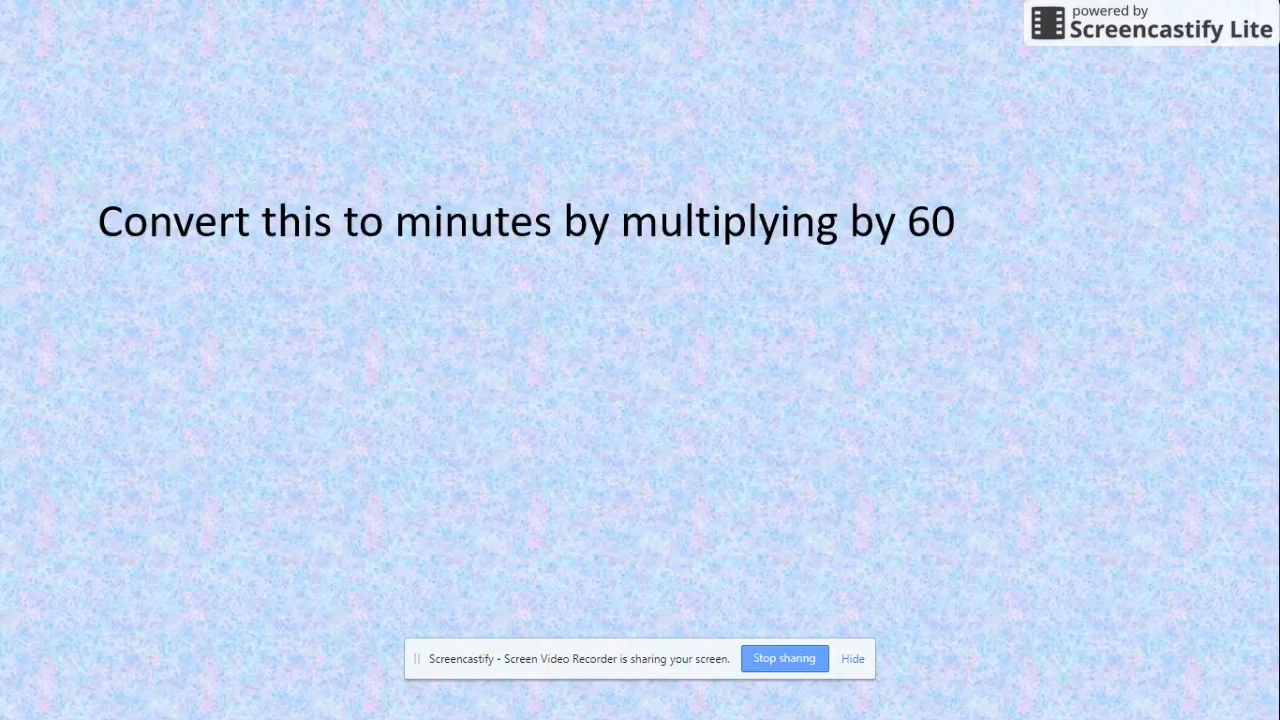 powered by
Screencastify Lite
Convert this to minutes by multiplying by 60
Screencastify - Screen Video Recorder is sharing your screen. Stop sharing Hide